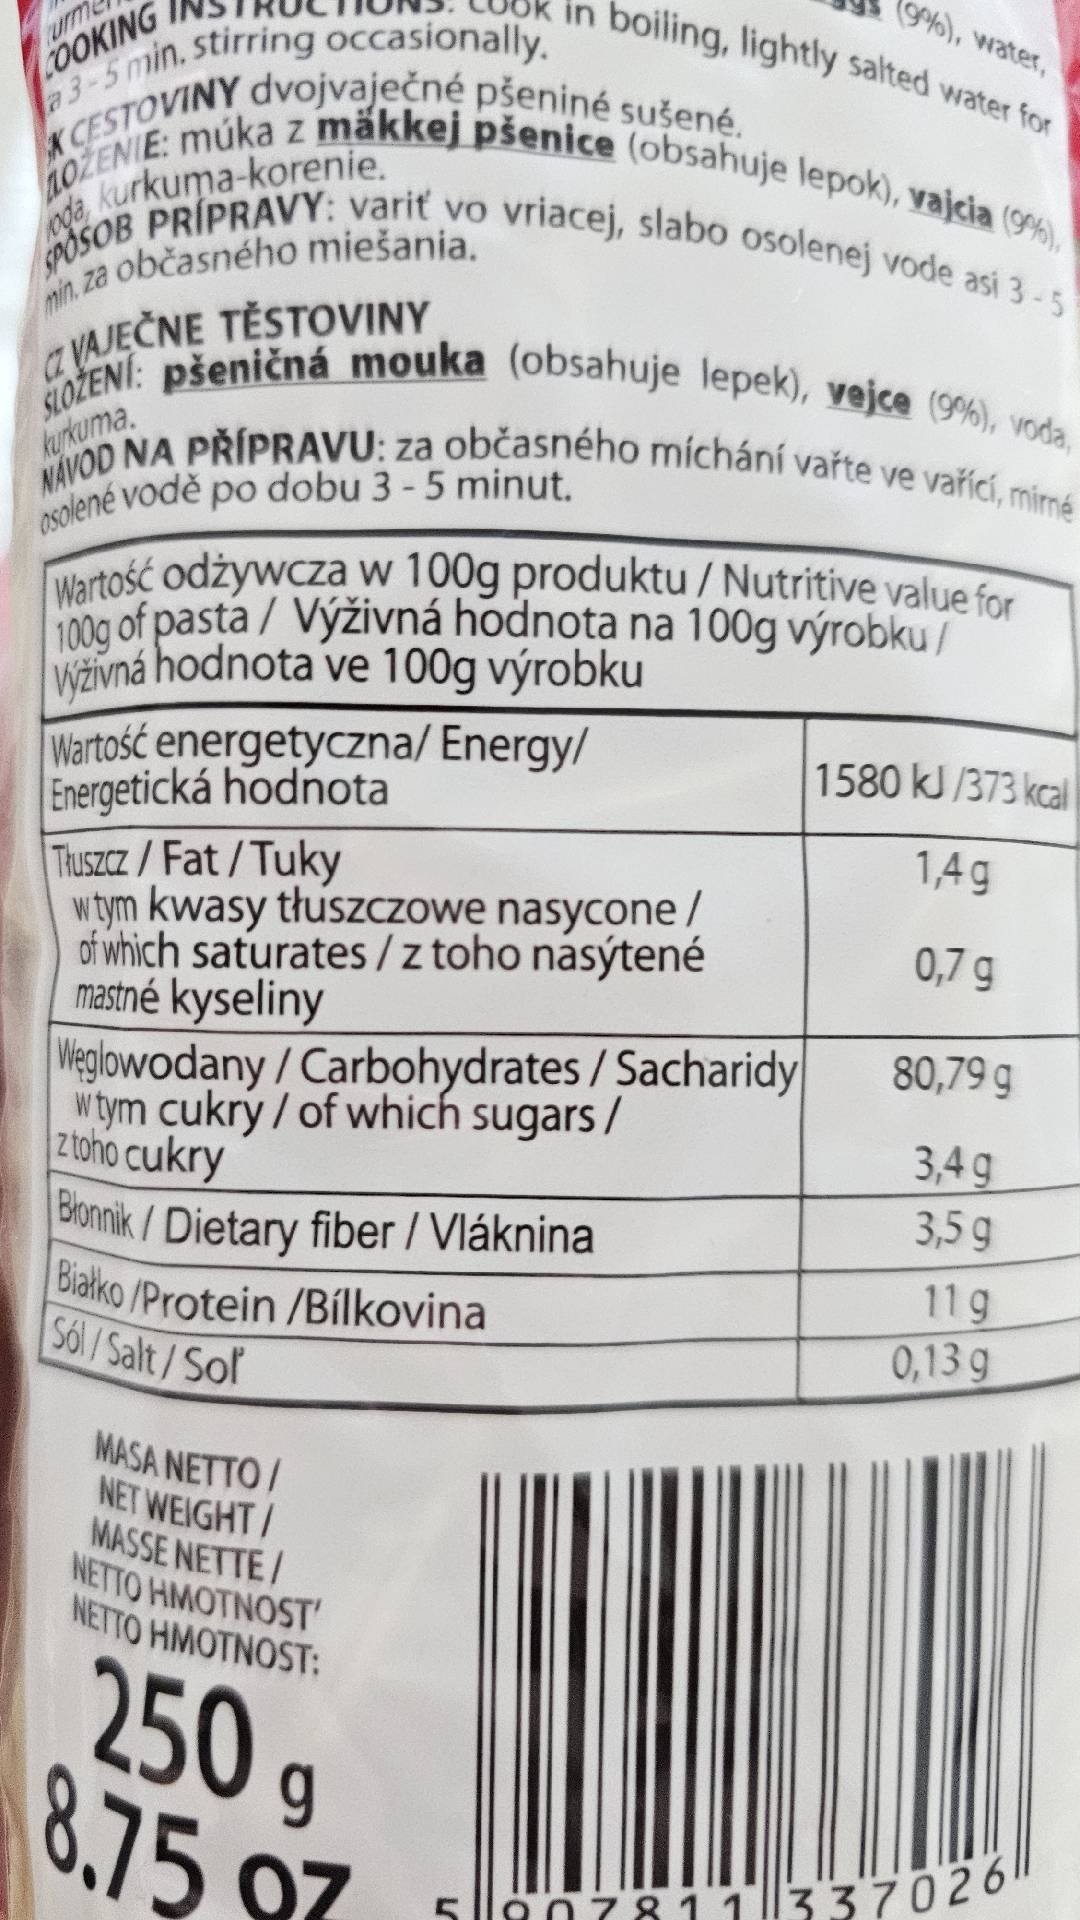 COOKING INSTRUCTIONS: Cook in boiling, lightly salted water for
(9%), water,
3 - 5 min, stirring occasionally.
SK CESTOVINY dvojvaječné pšeniné sušené.
ZLOŽENIE: múka z mäkkej pšenice (obsahuje lepok), vajcia (9%),
voda, kurkuma-korenie.
SPÔSOB PRÍPRAVY: variť vo vriacej, slabo osolenej vode asi 3 - 5
min. za občasného miešania.
CZ VAJEČNE TĚSTOVINY
SLOŽENÍ: pšeničná mouka (obsahuje lepek), vejce (9%), voda,
kurkuma.
NÁVOD NA PŘÍPRAVU: za občasného míchání vařte ve vařící, mirné
osolené vodě po dobu 3 - 5 minut.
Wartość odżywcza w 100g produktu / Nutritive value for
100g of pasta / Výživná hodnota na 100g výrobku /
Výživná hodnota ve 100g výrobku
Wartość energetyczna/ Energy/
Energetická hodnota
1580 kJ /373 kcal
Tłuszcz / Fat / Tuky
1,4 g
w tym kwasy tłuszczowe nasycone /
of which saturates / z toho nasýtené
0,7 g
mastné kyseliny
Węglowodany / Carbohydrates / Sacharidy
80,79 g
w tym cukry / of which sugars /
z toho cukry
3,4 g
Błonnik / Dietary fiber / Vláknina
3,5 g
Białko /Protein /Bílkovina
11 g
Sól / Salt / Soľ
0,13 g
MASA NETTO /
NET WEIGHT /
MASSE NETTE /
NETTO HMOTNOST'
NETTO HMOTNOST:
250 g
8.75 oz
5 907811 337026